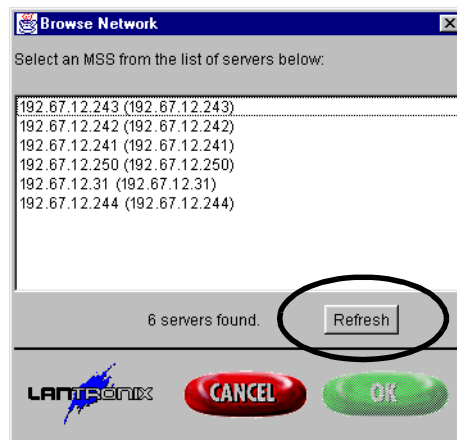 Browse Network
Select an MSS from the list of servers below:
192.67.12.243 (192.67.12.243)
192.67.12.242 (192.67.12.242)
192.67.12.241 (192.67.12.241)
192.67.12.250 (192.67.12.250)
192.67.12.31 (192.67.12.31)
192.67.12.244 (192.67.12.244)
6 servers found. Refresh
LANTRONIX CANCEL OK